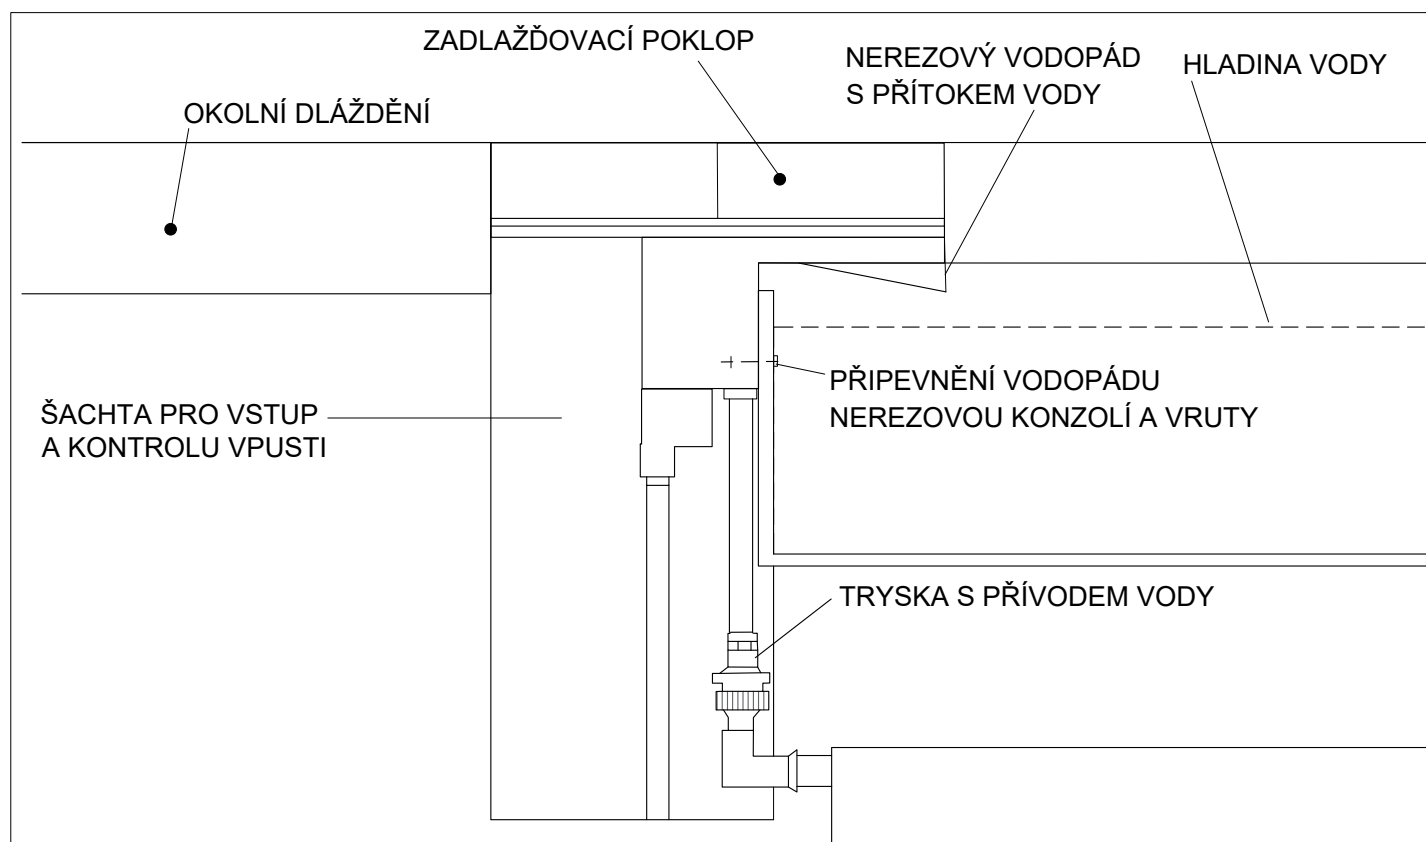 ZADLAŽĎOVACÍ POKLOP
NEREZOVÝ VODOPÁD
S PŘÍTOKEM VODY
HLADINA VODY
OKOLNÍ DLÁŽDĚNÍ
PŘIPEVNĚNÍ VODOPÁDU
NEREZOVOU KONZOLÍ A VRUTY
ŠACHTA PRO VSTUP
A KONTROLU VPUSTI
TRYSKA S PŘÍVODEM VODY